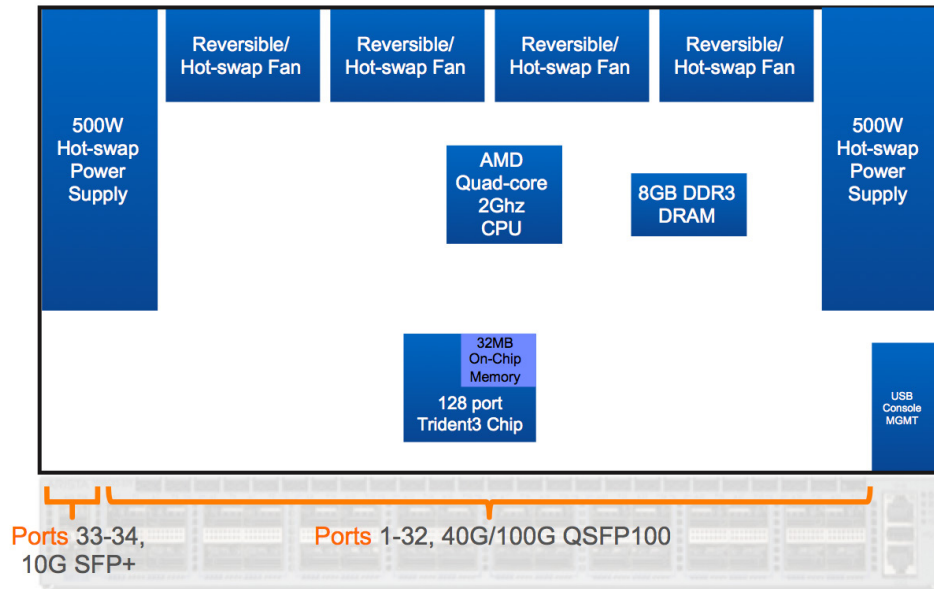 Reversible/
Hot-swap Fan
Reversible/
Hot-swap Fan
Reversible/
Hot-swap Fan
Reversible/
Hot-swap Fan
500W
Hot-swap
Power
Supply
AMD
Quad-core
2Ghz
CPU
8GB DDR3
DRAM
500W
Hot-swap
Power
Supply
32MB
On-Chip
Memory
128 port
Trident3 Chip
USB
Console
MGMT
Ports 33-34,
10G SFP+
Ports 1-32, 40G/100G QSFP100